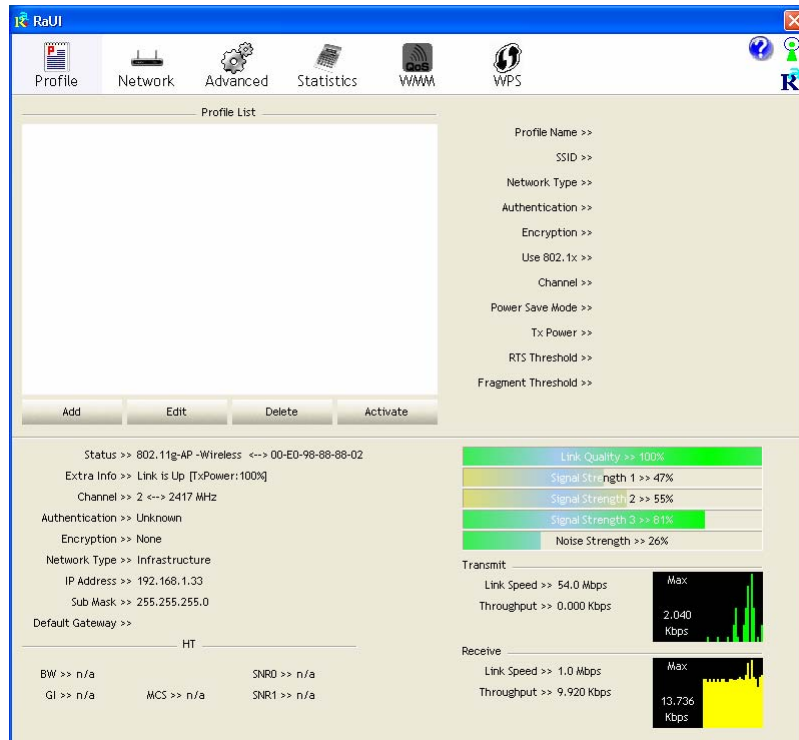 RaUI
Profile Network Advanced Statistics QoS WMM WPS
Profile List
Profile Name >>
SSID >>
Network Type >>
Authentication >>
Encryption >>
Use 802.1x >>
Channel >>
Power Save Mode >>
Tx Power >>
RTS Threshold >>
Fragment Threshold >>
Add Edit Delete Activate
Status >> 802.11g-AP -Wireless <--> 00-E0-98-88-88-02
Extra Info >> Link is Up [TxPower:100%]
Channel >> 2 <--> 2417 MHz
Authentication >> Unknown
Encryption >> None
Network Type >> Infrastructure
IP Address >> 192.168.1.33
Sub Mask >> 255.255.255.0
Default Gateway >>
HT
BW >> n/a SNR0 >> n/a
GI >> n/a MCS >> n/a SNR1 >> n/a
Link Quality >> 100%
Signal Strength 1 >> 47%
Signal Strength 2 >> 55%
Signal Strength 3 >> 81%
Noise Strength >> 26%
Transmit
Link Speed >> 54.0 Mbps
Throughput >> 0.000 Kbps
Max
2.040
Kbps
Receive
Link Speed >> 1.0 Mbps
Throughput >> 9.920 Kbps
Max
13.736
Kbps